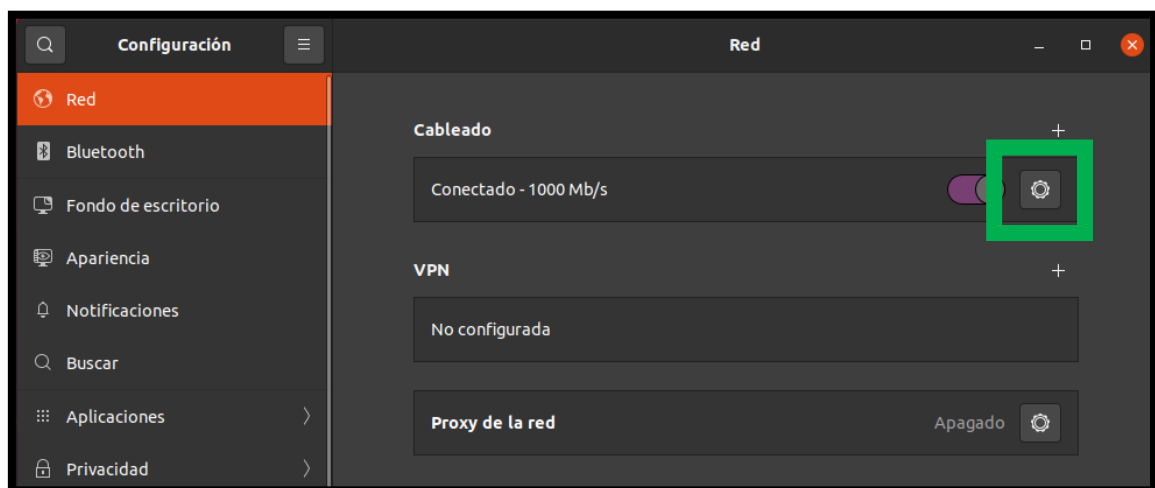 Configuración
Red
Red
Bluetooth
Fondo de escritorio
Apariencia
Notificaciones
Buscar
Aplicaciones
Privacidad
Cableado
Conectado - 1000 Mb/s
VPN
No configurada
Proxy de la red
Apagado